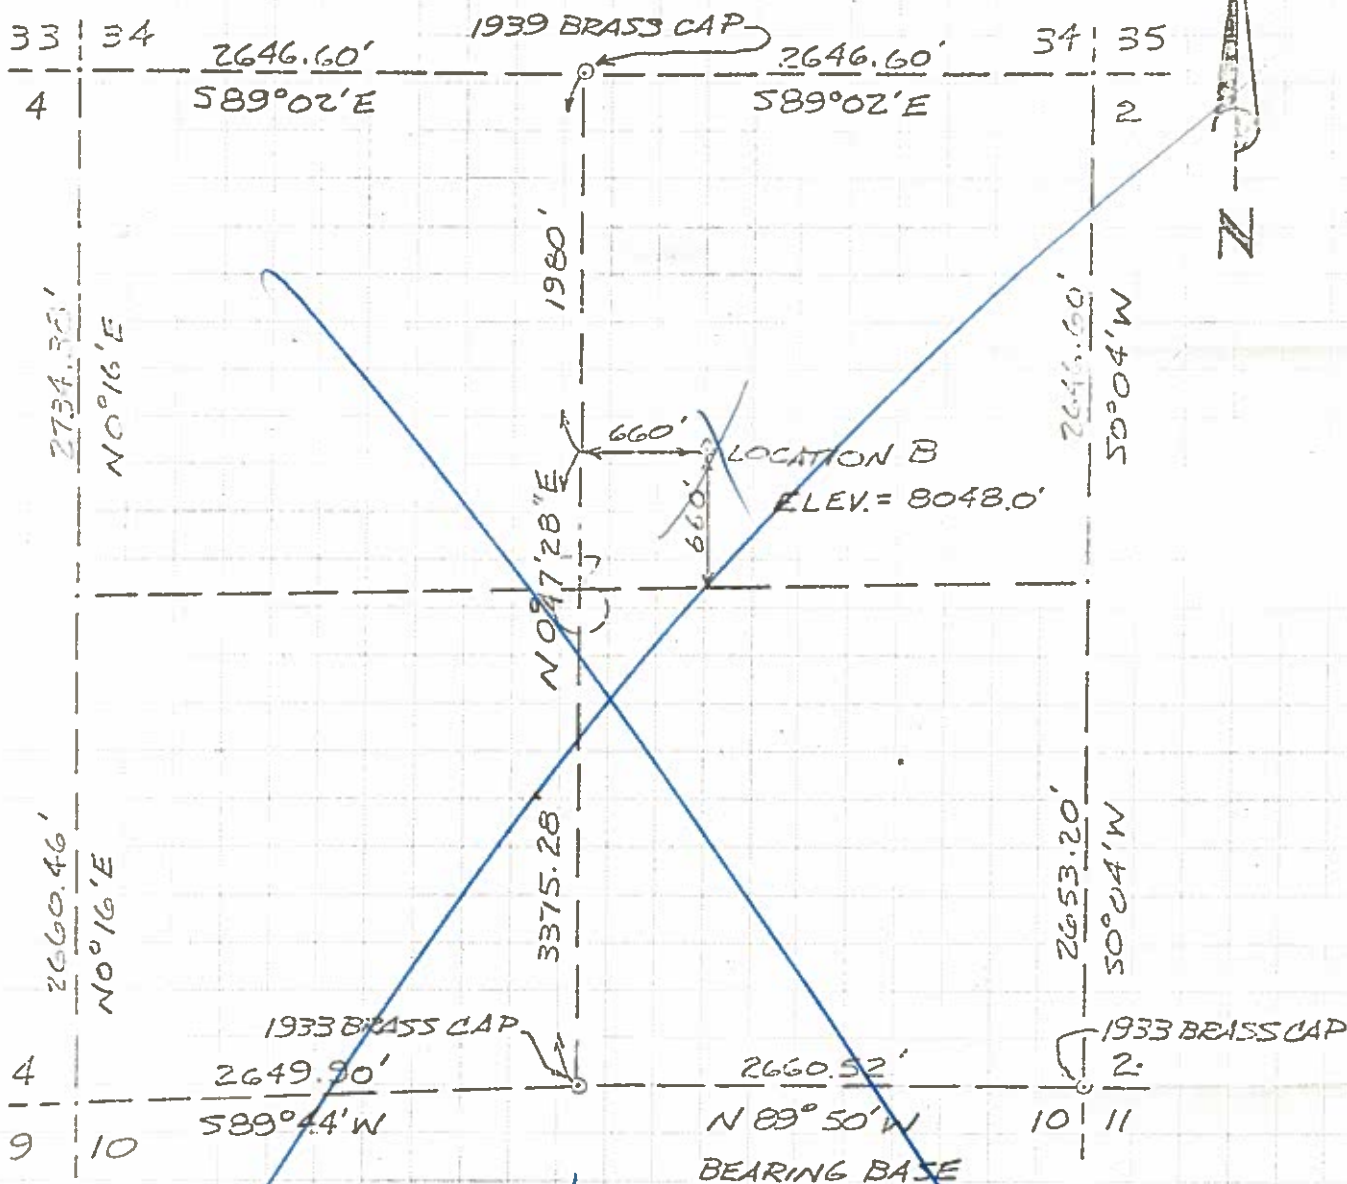 33 34
1939 BRASS CAP
34 35
2646.60'
2646.60'
4
S89°02'E
S89°02'E
2
N
1980'
N0°16'E
2646.60'
S0°04'W
660'
LOCATION B
ELEV. = 8048.0'
660'
N0°47'28"E
3375.28
2660.46'
N0°16'E
2653.20'
S0°04'W
1933 BRASS CAP
1933 BRASS CAP
4
2649.90'
2660.52'
2
S89°44'W
N89°50'W
9 10
10 11
BEARING BASE